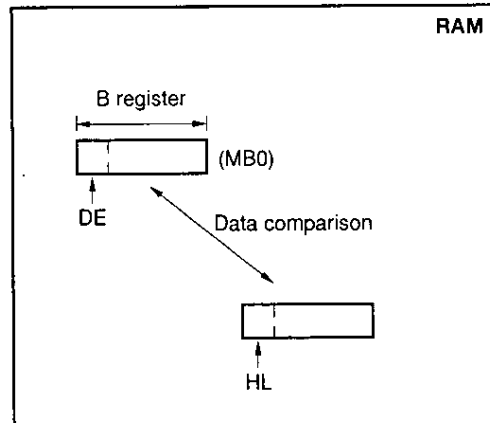 RAM
B register
(MB0)
DE
Data comparison
HL